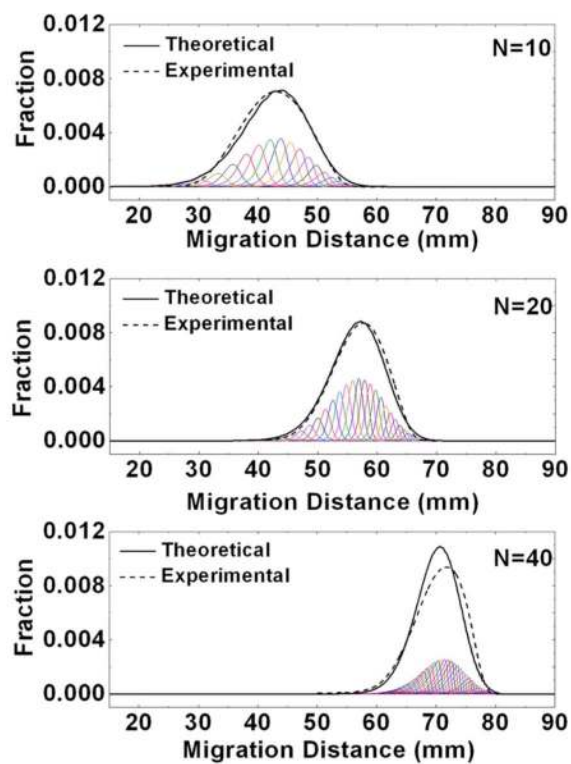 0.012
Theoretical
N=10
Experimental
0.008
0.004
0.000
Fraction
20 30 40 50 60 70 80 90
Migration Distance (mm)
0.012
Theoretical
N=20
Experimental
0.008
0.004
0.000
Fraction
20 30 40 50 60 70 80 90
Migration Distance (mm)
0.012
Theoretical
N=40
Experimental
0.008
0.004
0.000
Fraction
20 30 40 50 60 70 80 90
Migration Distance (mm)